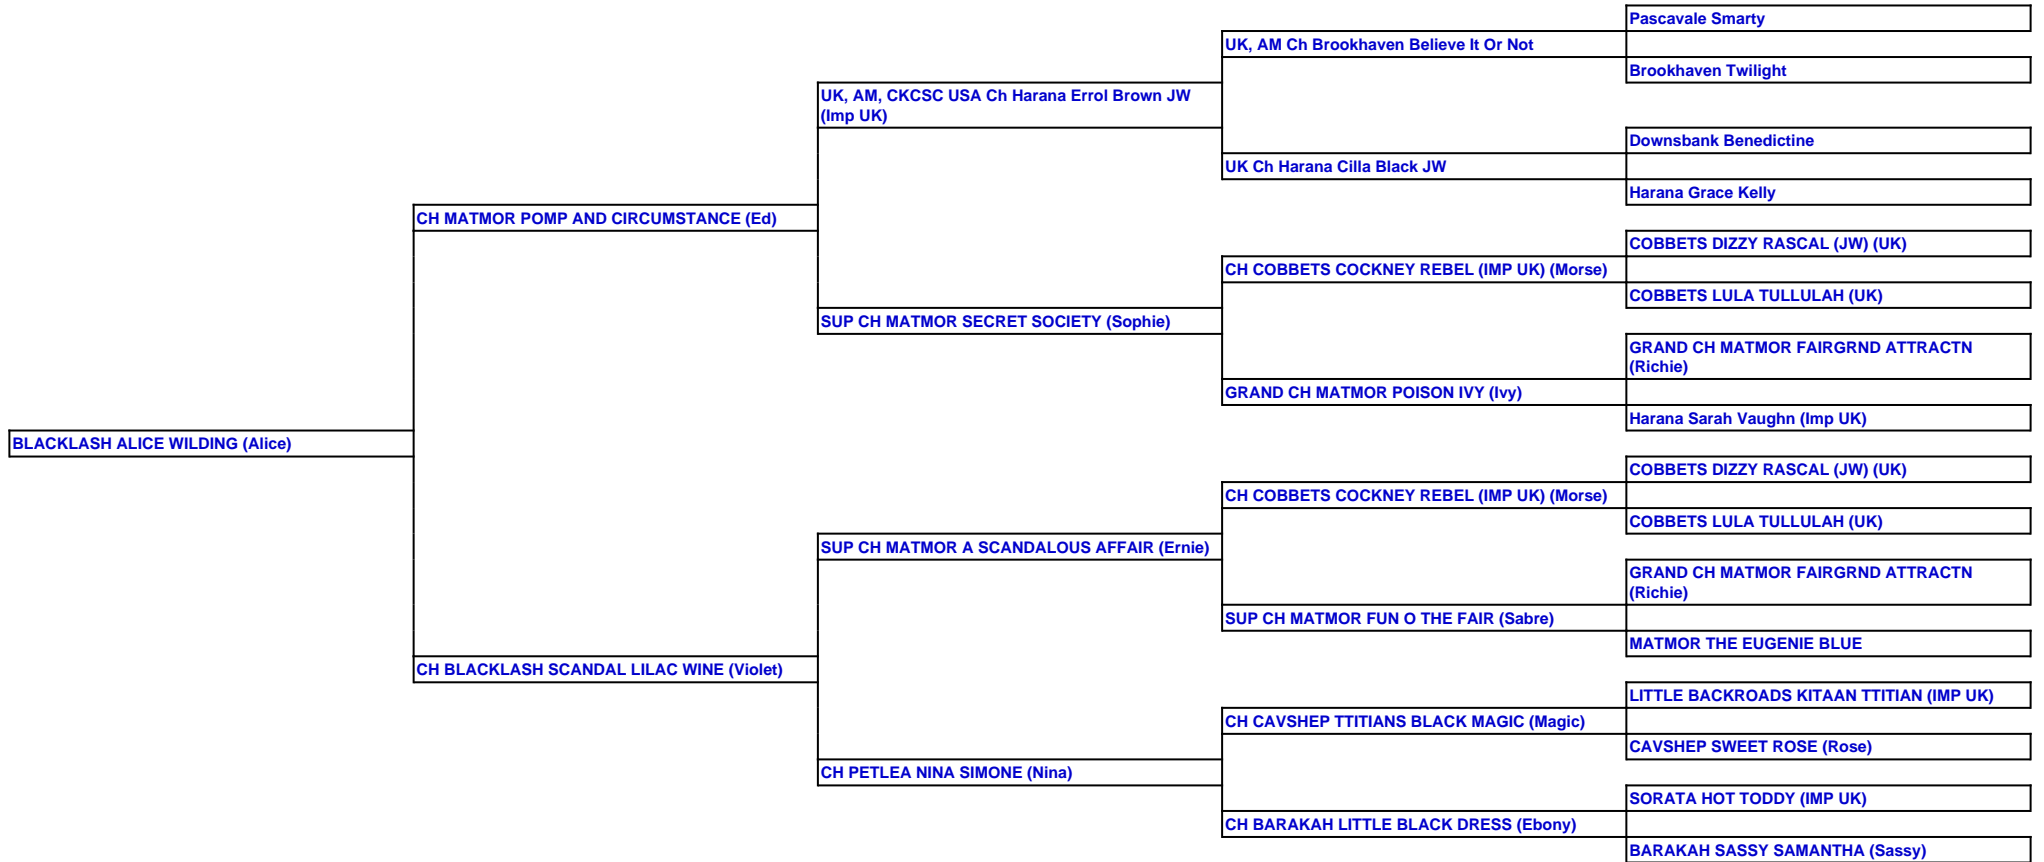 Pascavale Smarty
UK, AM Ch Brookhaven Believe It Or Not
Brookhaven Twilight
UK, AM, CKCSC USA Ch Harana Errol Brown JW
(Imp UK)
Downsbank Benedictine
UK Ch Harana Cilla Black JW
Harana Grace Kelly
CH MATMOR POMP AND CIRCUMSTANCE (Ed)
COBBETS DIZZY RASCAL (JW) (UK)
CH COBBETS COCKNEY REBEL (IMP UK) (Morse)
COBBETS LULA TULLULAH (UK)
SUP CH MATMOR SECRET SOCIETY (Sophie)
GRAND CH MATMOR FAIRGRND ATTRACTN
(Richie)
GRAND CH MATMOR POISON IVY (Ivy)
Harana Sarah Vaughn (Imp UK)
BLACKLASH ALICE WILDING (Alice)
COBBETS DIZZY RASCAL (JW) (UK)
CH COBBETS COCKNEY REBEL (IMP UK) (Morse)
COBBETS LULA TULLULAH (UK)
SUP CH MATMOR A SCANDALOUS AFFAIR (Ernie)
GRAND CH MATMOR FAIRGRND ATTRACTN
(Richie)
SUP CH MATMOR FUN O THE FAIR (Sabre)
MATMOR THE EUGENIE BLUE
CH BLACKLASH SCANDAL LILAC WINE (Violet)
LITTLE BACKROADS KITAAN TTITIAN (IMP UK)
CH CAVSHEP TTITIANS BLACK MAGIC (Magic)
CAVSHEP SWEET ROSE (Rose)
CH PETLEA NINA SIMONE (Nina)
SORATA HOT TODDY (IMP UK)
CH BARAKAH LITTLE BLACK DRESS (Ebony)
BARAKAH SASSY SAMANTHA (Sassy)